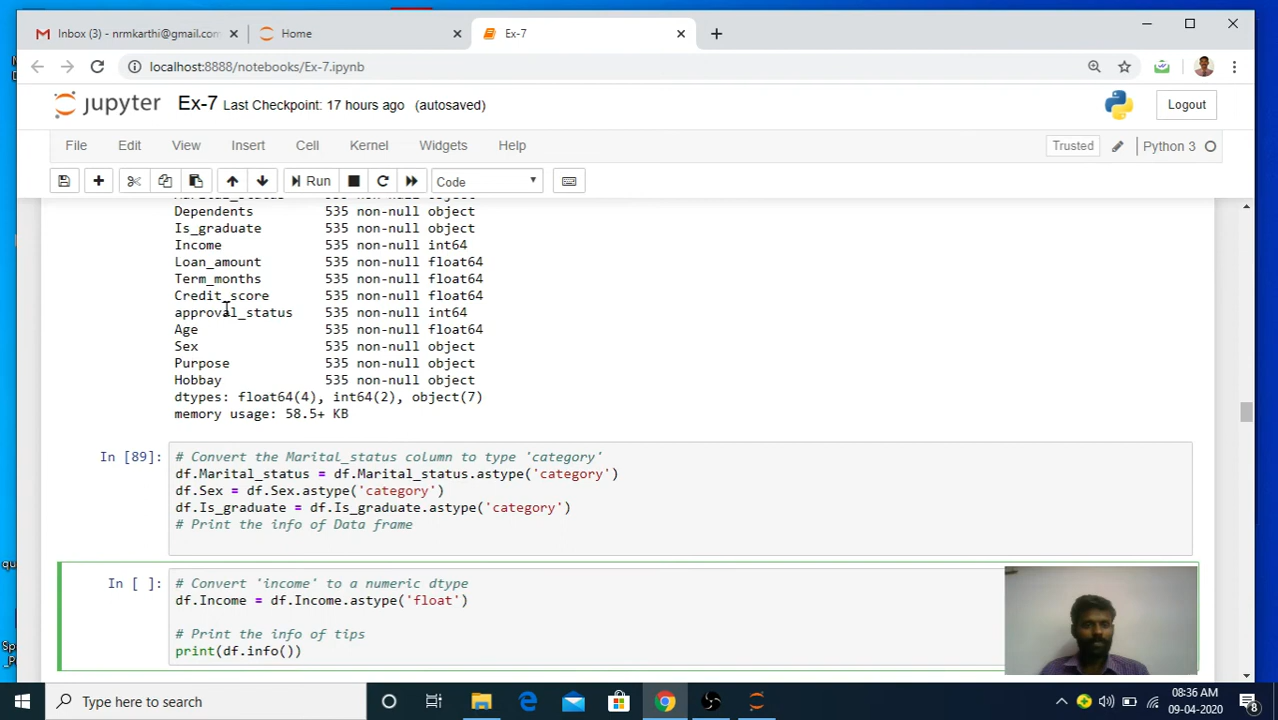 Inbox (3) - nrmkarthi@gmail.com
Home
Ex-7
localhost:8888/notebooks/Ex-7.ipynb
jupyter Ex-7 Last Checkpoint: 17 hours ago (autosaved)
Logout
File Edit View Insert Cell Kernel Widgets Help
Trusted
Python 3
Run
Code
Dependents 535 non-null object
Is_graduate 535 non-null object
Income 535 non-null int64
Loan_amount 535 non-null float64
Term_months 535 non-null float64
Credit_score 535 non-null float64
approval_status 535 non-null int64
Age 535 non-null float64
Sex 535 non-null object
Purpose 535 non-null object
Hobbay 535 non-null object
dtypes: float64(4), int64(2), object(7)
memory usage: 58.5+ KB
In [89]:
# Convert the Marital_status column to type 'category'
df.Marital_status = df.Marital_status.astype('category')
df.Sex = df.Sex.astype('category')
df.Is_graduate = df.Is_graduate.astype('category')
# Print the info of Data frame
In [ ]:
# Convert 'income' to a numeric dtype
df.Income = df.Income.astype('float')
# Print the info of tips
print(df.info())
Type here to search
08:36 AM
09-04-2020
8